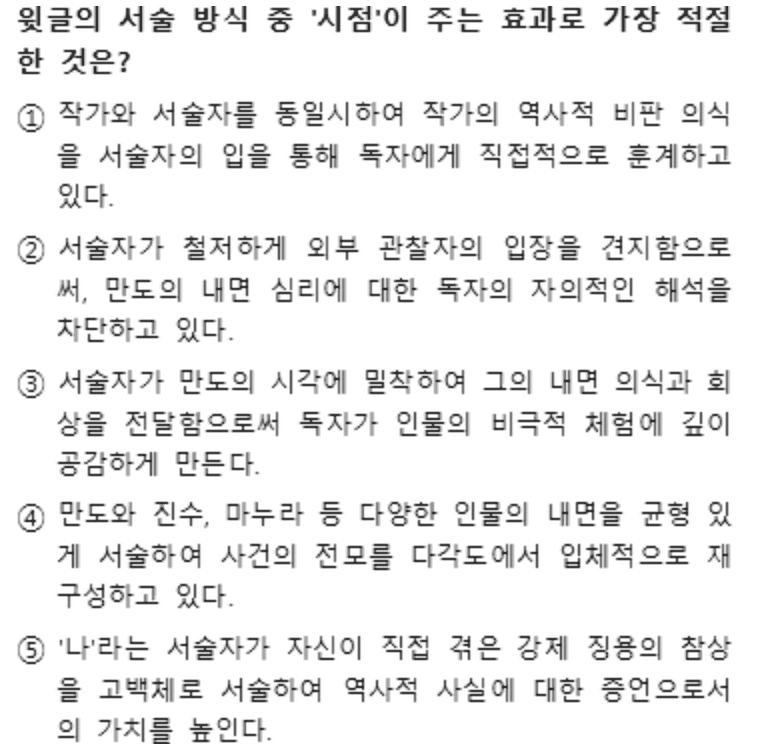 윗글의 서술 방식 중 '시점'이 주는 효과로 가장 적절
한 것은?
① 작가와 서술자를 동일시하여 작가의 역사적 비판 의식
을 서술자의 입을 통해 독자에게 직접적으로 훈계하고
있다.
② 서술자가 철저하게 외부 관찰자의 입장을 견지함으로
써, 만도의 내면 심리에 대한 독자의 자의적인 해석을
차단하고 있다.
③ 서술자가 만도의 시각에 밀착하여 그의 내면 의식과 회
상을 전달함으로써 독자가 인물의 비극적 체험에 깊이
공감하게 만든다.
④ 만도와 진수, 마누라 등 다양한 인물의 내면을 균형 있
게 서술하여 사건의 전모를 다각도에서 입체적으로 재
구성하고 있다.
⑤ '나'라는 서술자가 자신이 직접 겪은 강제 징용의 참상
을 고백체로 서술하여 역사적 사실에 대한 증언으로서
의 가치를 높인다.